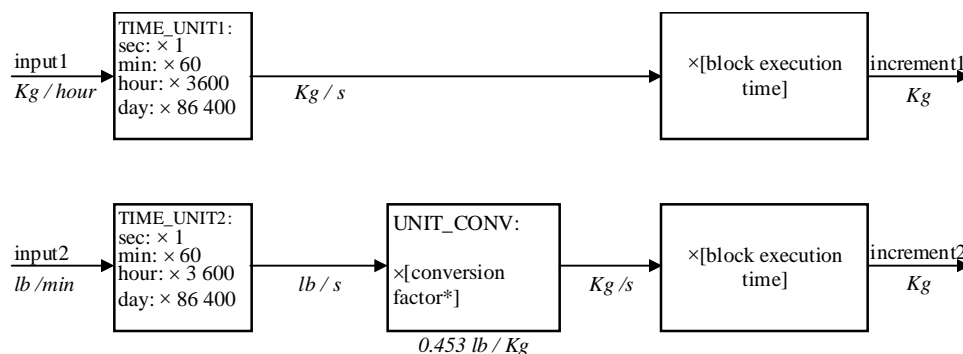 TIME_UNIT1:
sec: × 1
min: × 60
hour: × 3600
day: × 86 400
input1
Kg / hour
Kg / s
×[block execution
time]
increment1
Kg
TIME_UNIT2:
sec: × 1
min: × 60
hour: × 3 600
day: × 86 400
input2
lb /min
lb / s
UNIT_CONV:
×[conversion
factor*]
0.453 lb / Kg
Kg /s
×[block execution
time]
increment2
Kg